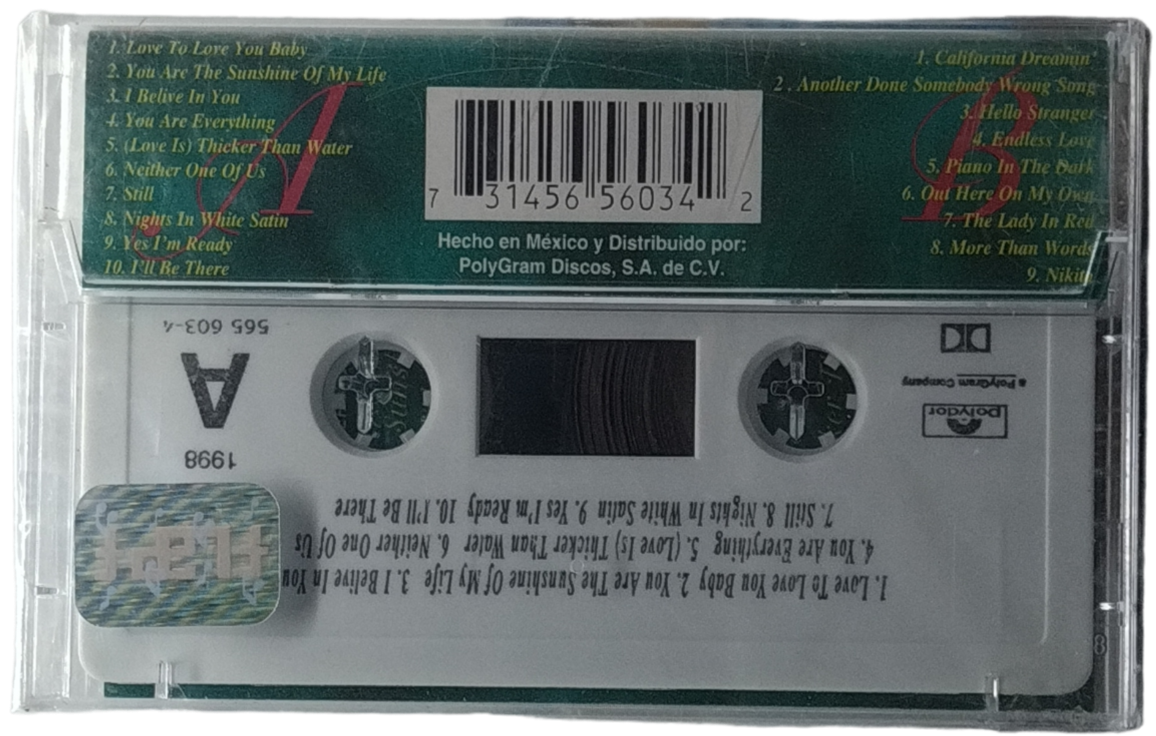 1. Love To Love You Baby
2. You Are The Sunshine Of My Life
3. I Belive In You
4. You Are Everything
5. (Love Is) Thicker Than Water
6. Neither One Of Us
7. Still
8. Nights In White Satin
9. Yes I'm Ready
10. I'll Be There
A
7 31456 56034 2
Hecho en México y Distribuido por:
PolyGram Discos, S.A. de C.V.
1. California Dreamin'
2 . Another Done Somebody Wrong Song
3. Hello Stranger
4. Endless Love
5. Piano In The Dark
6. Out Here On My Own
7. The Lady In Red
8. More Than Words
9. Nikita
B
1. Love To Love You Baby 2. You Are The Sunshine Of My Life 3. I Belive In You
4. You Are Everything 5. (Love Is) Thicker Than Water 6. Neither One Of Us
7. Still 8. Nights In White Satin 9. Yes I'm Ready 10. I'll Be There
polydor
a PolyGram Company
1998
A
565 603-4
8